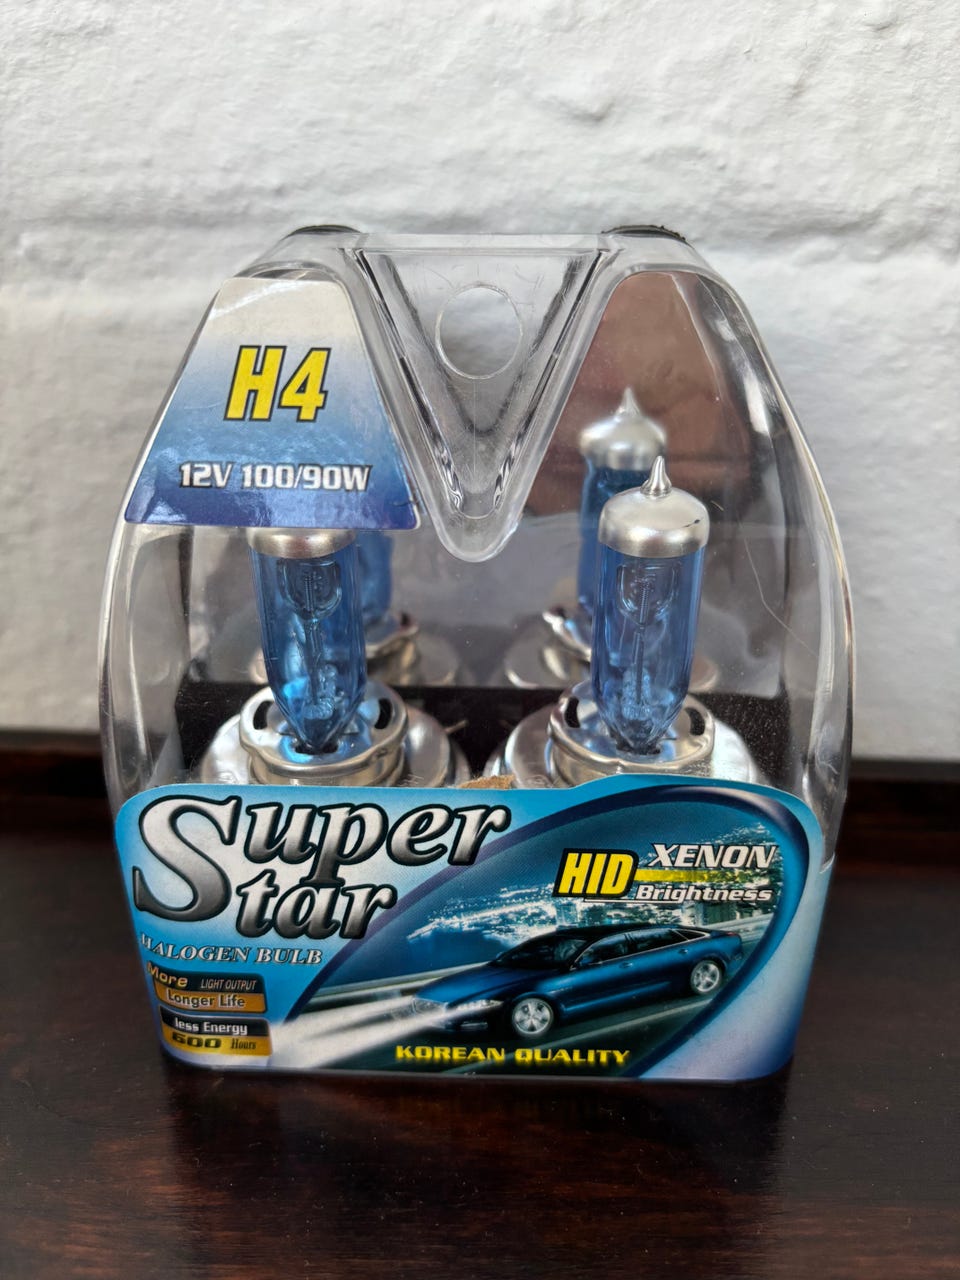 H4
12V 100/90W
Super
Star
HALOGEN BULB
HID XENON
Brightness
More LIGHT OUTPUT
Longer Life
less Energy
600 Hours
KOREAN QUALITY